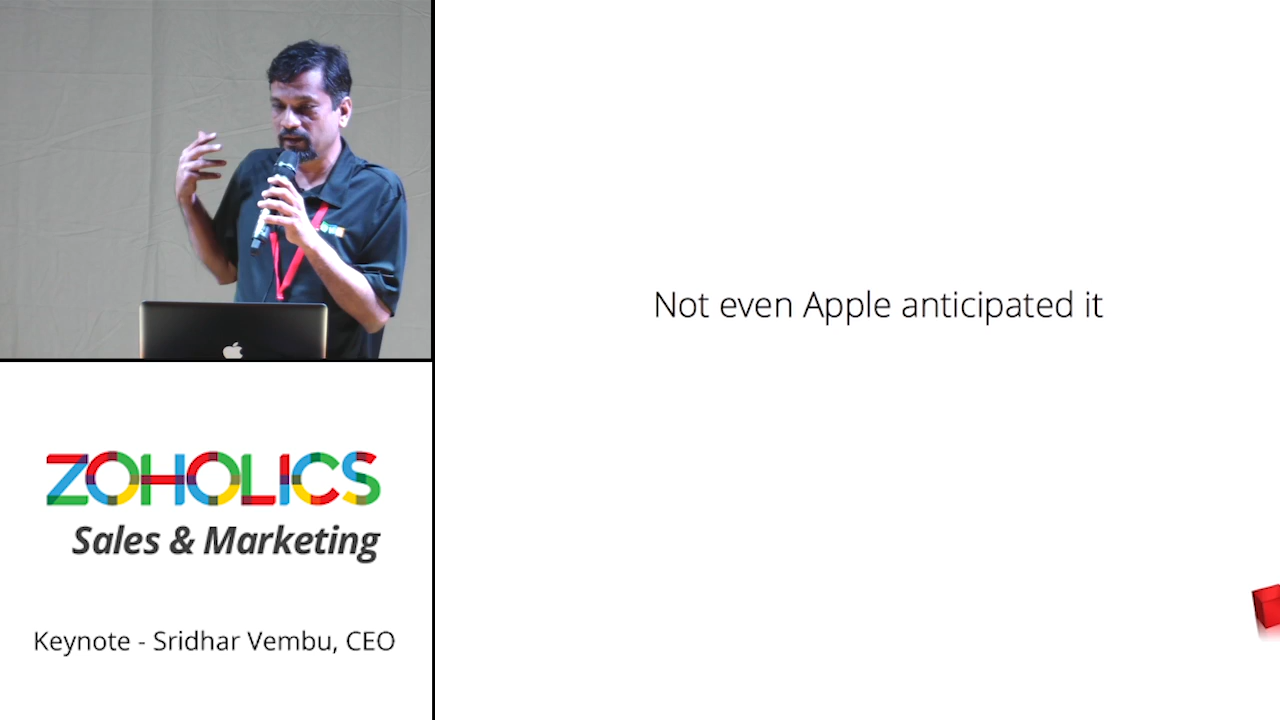 Not even Apple anticipated it
ZOHOLICS
Sales & Marketing
Keynote - Sridhar Vembu, CEO